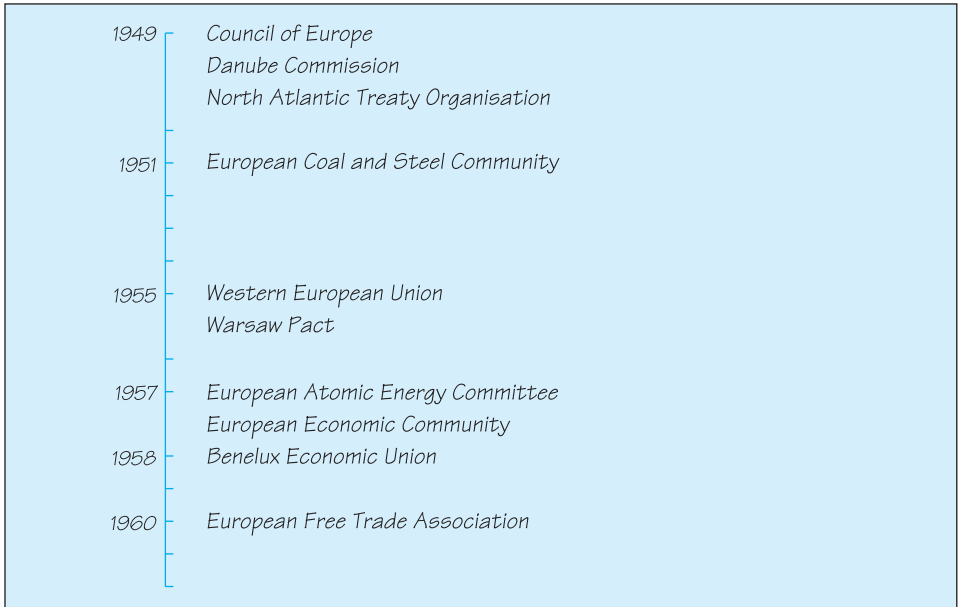 1949 Council of Europe
Danube Commission
North Atlantic Treaty Organisation
1951 European Coal and Steel Community
1955 Western European Union
Warsaw Pact
1957 European Atomic Energy Committee
European Economic Community
1958 Benelux Economic Union
1960 European Free Trade Association